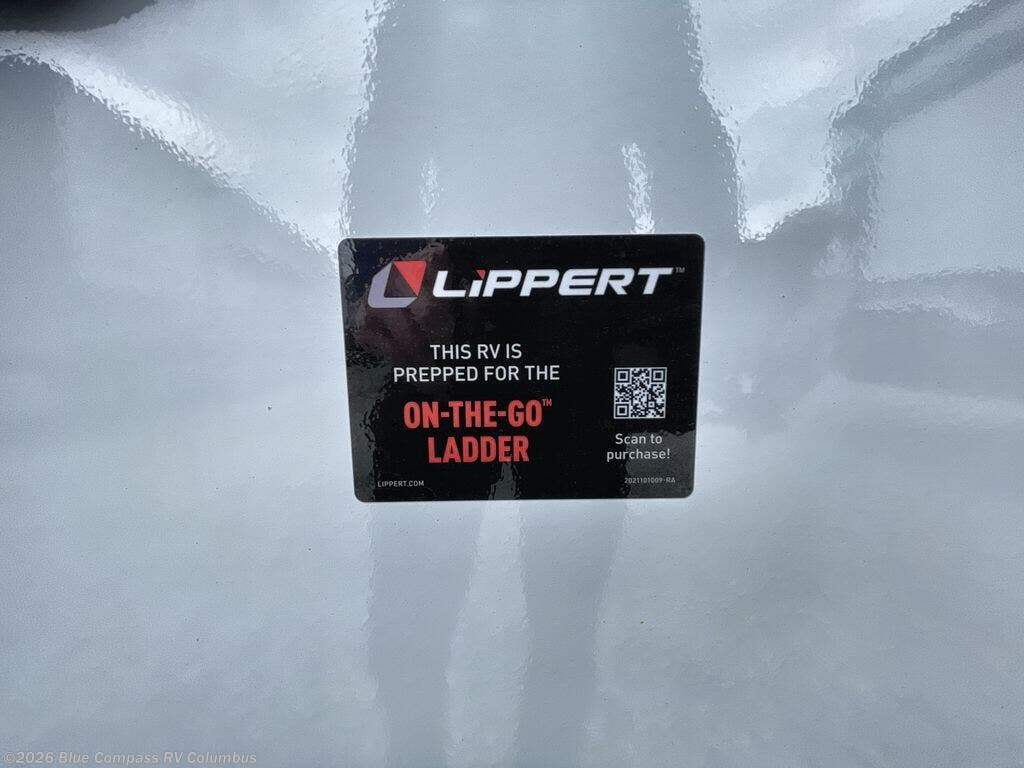 LIPPERT™
THIS RV IS
PREPPED FOR THE
ON-THE-GO™
LADDER
Scan to
purchase!
LIPPERT.COM
2021101009-RA
©2026 Blue Compass RV Columbus